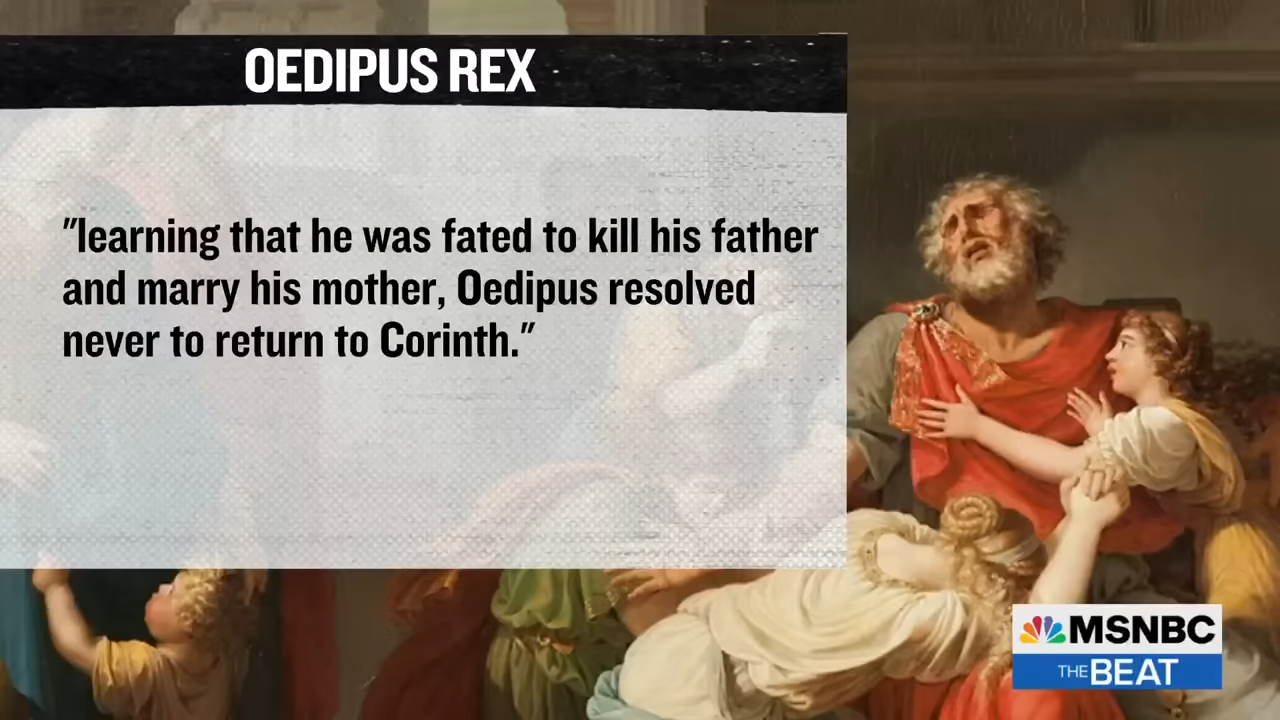 OEDIPUS REX
"learning that he was fated to kill his father
and marry his mother, Oedipus resolved
never to return to Corinth."
MSNBC
THE BEAT